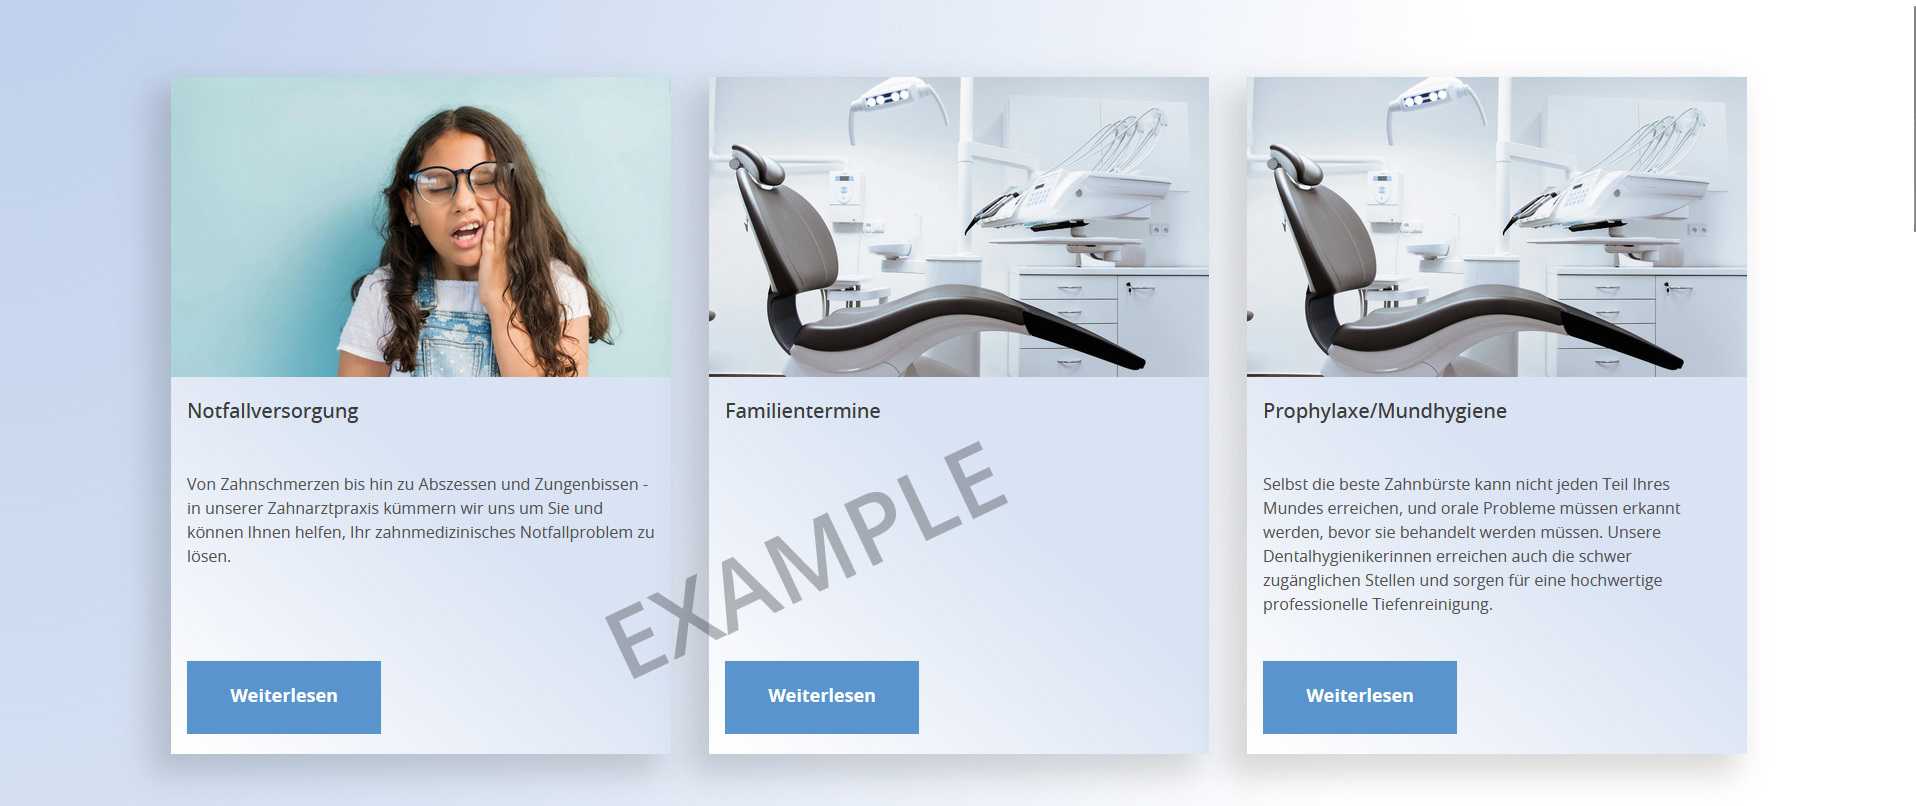 Notfallversorgung
Von Zahnschmerzen bis hin zu Abszessen und Zungenbissen -
in unserer Zahnarztpraxis kümmern wir uns um Sie und
können Ihnen helfen, Ihr zahnmedizinisches Notfallproblem zu
lösen.
Weiterlesen
Familientermine
Weiterlesen
Prophylaxe/Mundhygiene
Selbst die beste Zahnbürste kann nicht jeden Teil Ihres
Mundes erreichen, und orale Probleme müssen erkannt
werden, bevor sie behandelt werden müssen. Unsere
Dentalhygienikerinnen erreichen auch die schwer
zugänglichen Stellen und sorgen für eine hochwertige
professionelle Tiefenreinigung.
Weiterlesen
EXAMPLE